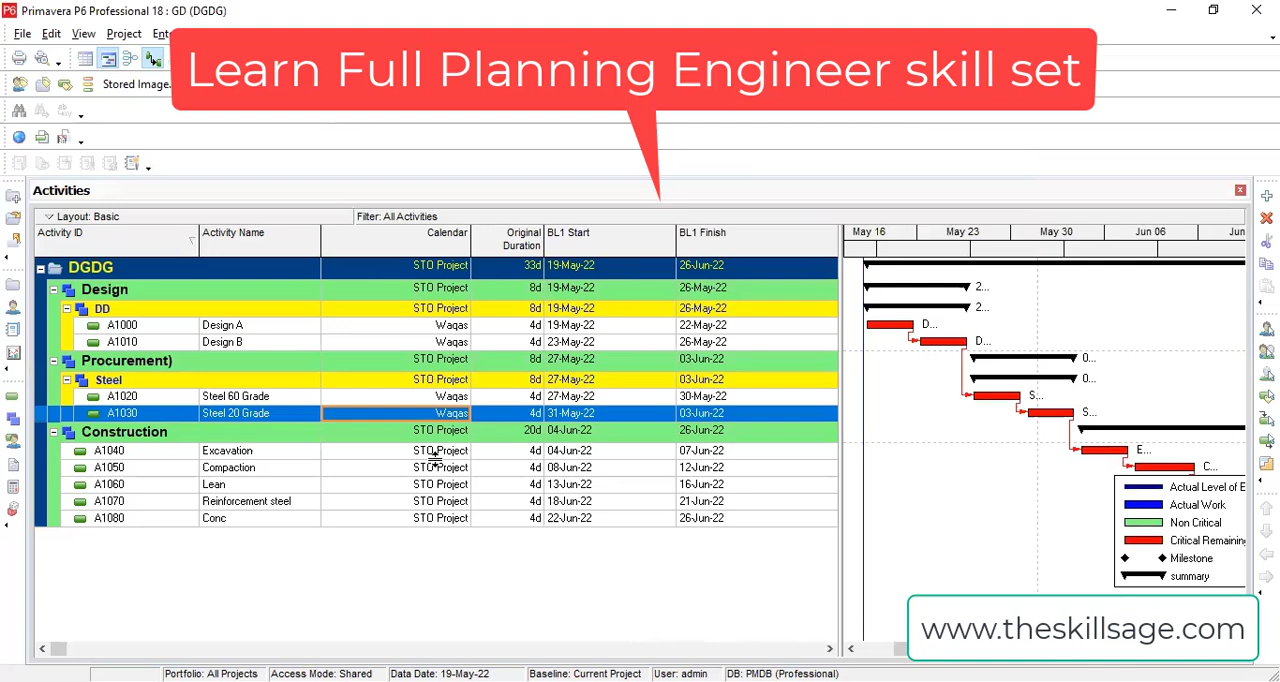 Primavera P6 Professional 18 : GD (DGDG)
File Edit View Project Ent
Learn Full Planning Engineer skill set
Stored Image.
Activities
Layout: Basic Filter: All Activities
Activity ID Activity Name Calendar Original Duration BL1 Start BL1 Finish May 16 May 23 May 30 Jun 06 Jun
DGDG STO Project 33d 19-May-22 26-Jun-22
Design STO Project 8d 19-May-22 26-May-22 2...
DD STO Project 8d 19-May-22 26-May-22 2...
A1000 Design A Waqas 4d 19-May-22 22-May-22 D...
A1010 Design B Waqas 4d 23-May-22 26-May-22 D...
Procurement) STO Project 8d 27-May-22 03-Jun-22 0...
Steel STO Project 8d 27-May-22 03-Jun-22 0...
A1020 Steel 60 Grade Waqas 4d 27-May-22 30-May-22 S...
A1030 Steel 20 Grade Waqas 4d 31-May-22 03-Jun-22 S...
Construction STO Project 20d 04-Jun-22 26-Jun-22
A1040 Excavation STO Project 4d 04-Jun-22 07-Jun-22 E...
A1050 Compaction STO Project 4d 08-Jun-22 12-Jun-22 C...
A1060 Lean STO Project 4d 13-Jun-22 16-Jun-22
A1070 Reinforcement steel STO Project 4d 18-Jun-22 21-Jun-22
A1080 Conc STO Project 4d 22-Jun-22 26-Jun-22
Actual Level of E
Actual Work
Non Critical
Critical Remaining
Milestone
summary
www.theskillsage.com
Portfolio: All Projects Access Mode: Shared Data Date: 19-May-22 Baseline: Current Project User: admin DB: PMDB (Professional)